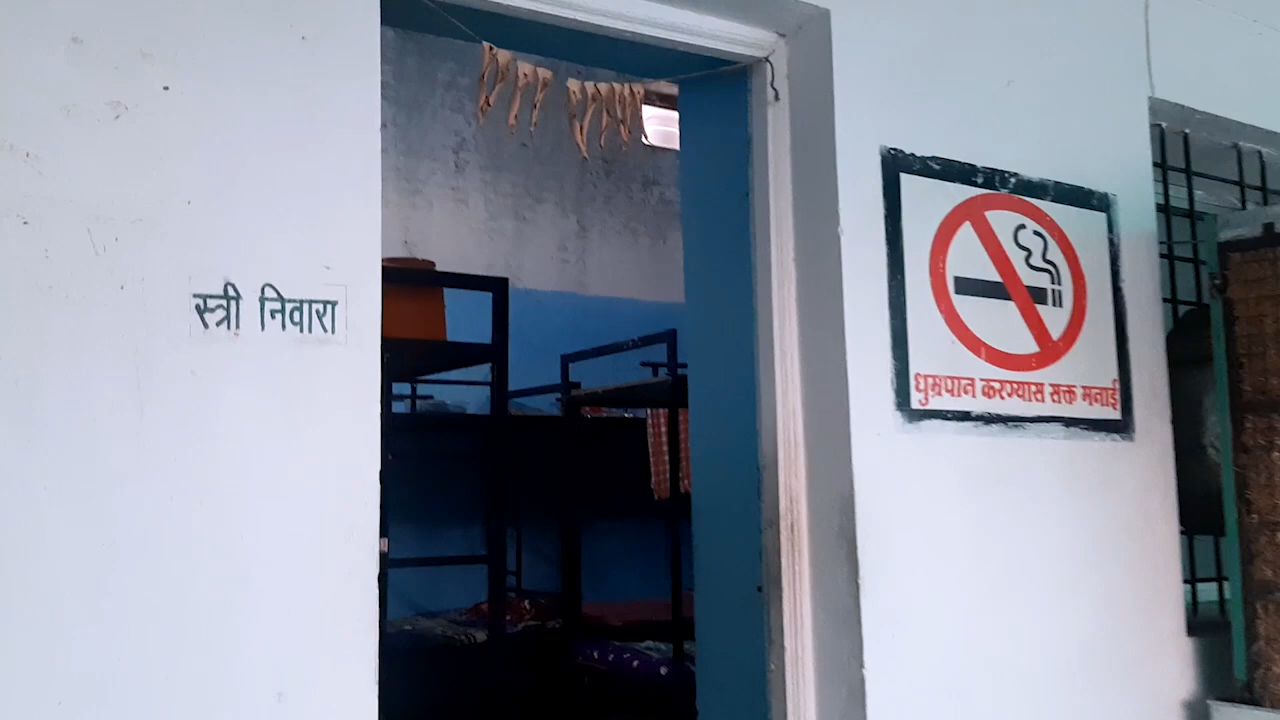 स्त्री निवारा
धुम्रपान करण्यास सक्त मनाई